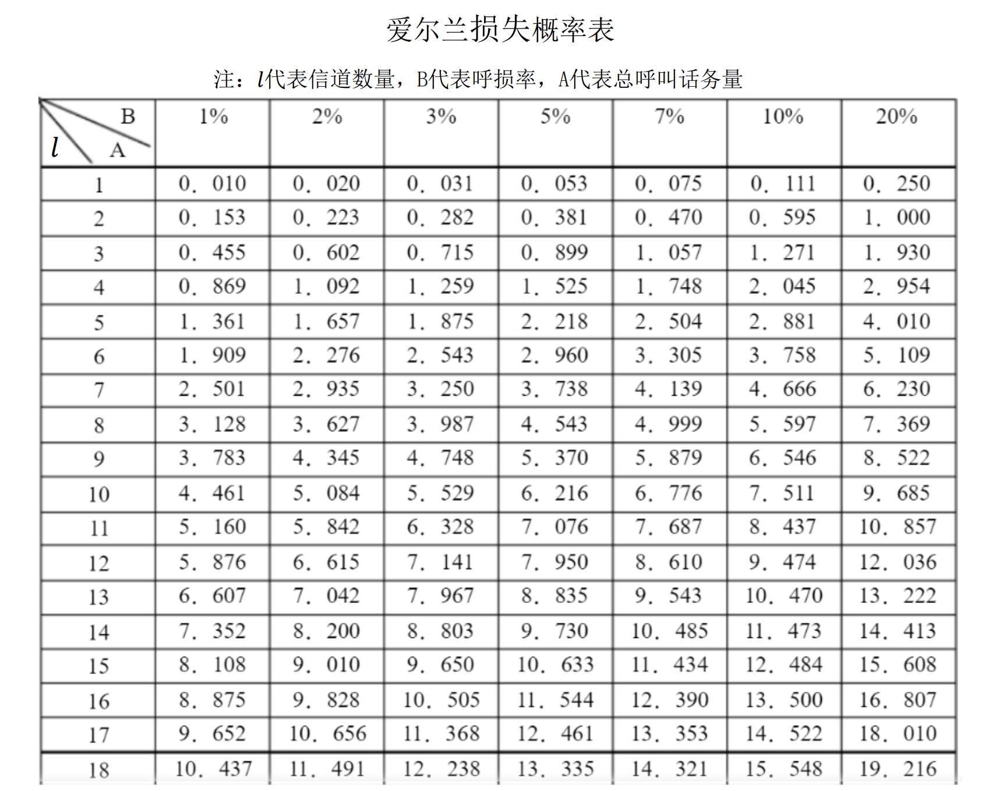 爱尔兰损失概率表
注：l代表信道数量，B代表呼损率，A代表总呼叫话务量
B 1% 2% 3% 5% 7% 10% 20%
l A
1 0. 010 0. 020 0. 031 0. 053 0. 075 0. 111 0. 250
2 0. 153 0. 223 0. 282 0. 381 0. 470 0. 595 1. 000
3 0. 455 0. 602 0. 715 0. 899 1. 057 1. 271 1. 930
4 0. 869 1. 092 1. 259 1. 525 1. 748 2. 045 2. 954
5 1. 361 1. 657 1. 875 2. 218 2. 504 2. 881 4. 010
6 1. 909 2. 276 2. 543 2. 960 3. 305 3. 758 5. 109
7 2. 501 2. 935 3. 250 3. 738 4. 139 4. 666 6. 230
8 3. 128 3. 627 3. 987 4. 543 4. 999 5. 597 7. 369
9 3. 783 4. 345 4. 748 5. 370 5. 879 6. 546 8. 522
10 4. 461 5. 084 5. 529 6. 216 6. 776 7. 511 9. 685
11 5. 160 5. 842 6. 328 7. 076 7. 687 8. 437 10. 857
12 5. 876 6. 615 7. 141 7. 950 8. 610 9. 474 12. 036
13 6. 607 7. 042 7. 967 8. 835 9. 543 10. 470 13. 222
14 7. 352 8. 200 8. 803 9. 730 10. 485 11. 473 14. 413
15 8. 108 9. 010 9. 650 10. 633 11. 434 12. 484 15. 608
16 8. 875 9. 828 10. 505 11. 544 12. 390 13. 500 16. 807
17 9. 652 10. 656 11. 368 12. 461 13. 353 14. 522 18. 010
18 10. 437 11. 491 12. 238 13. 335 14. 321 15. 548 19. 216